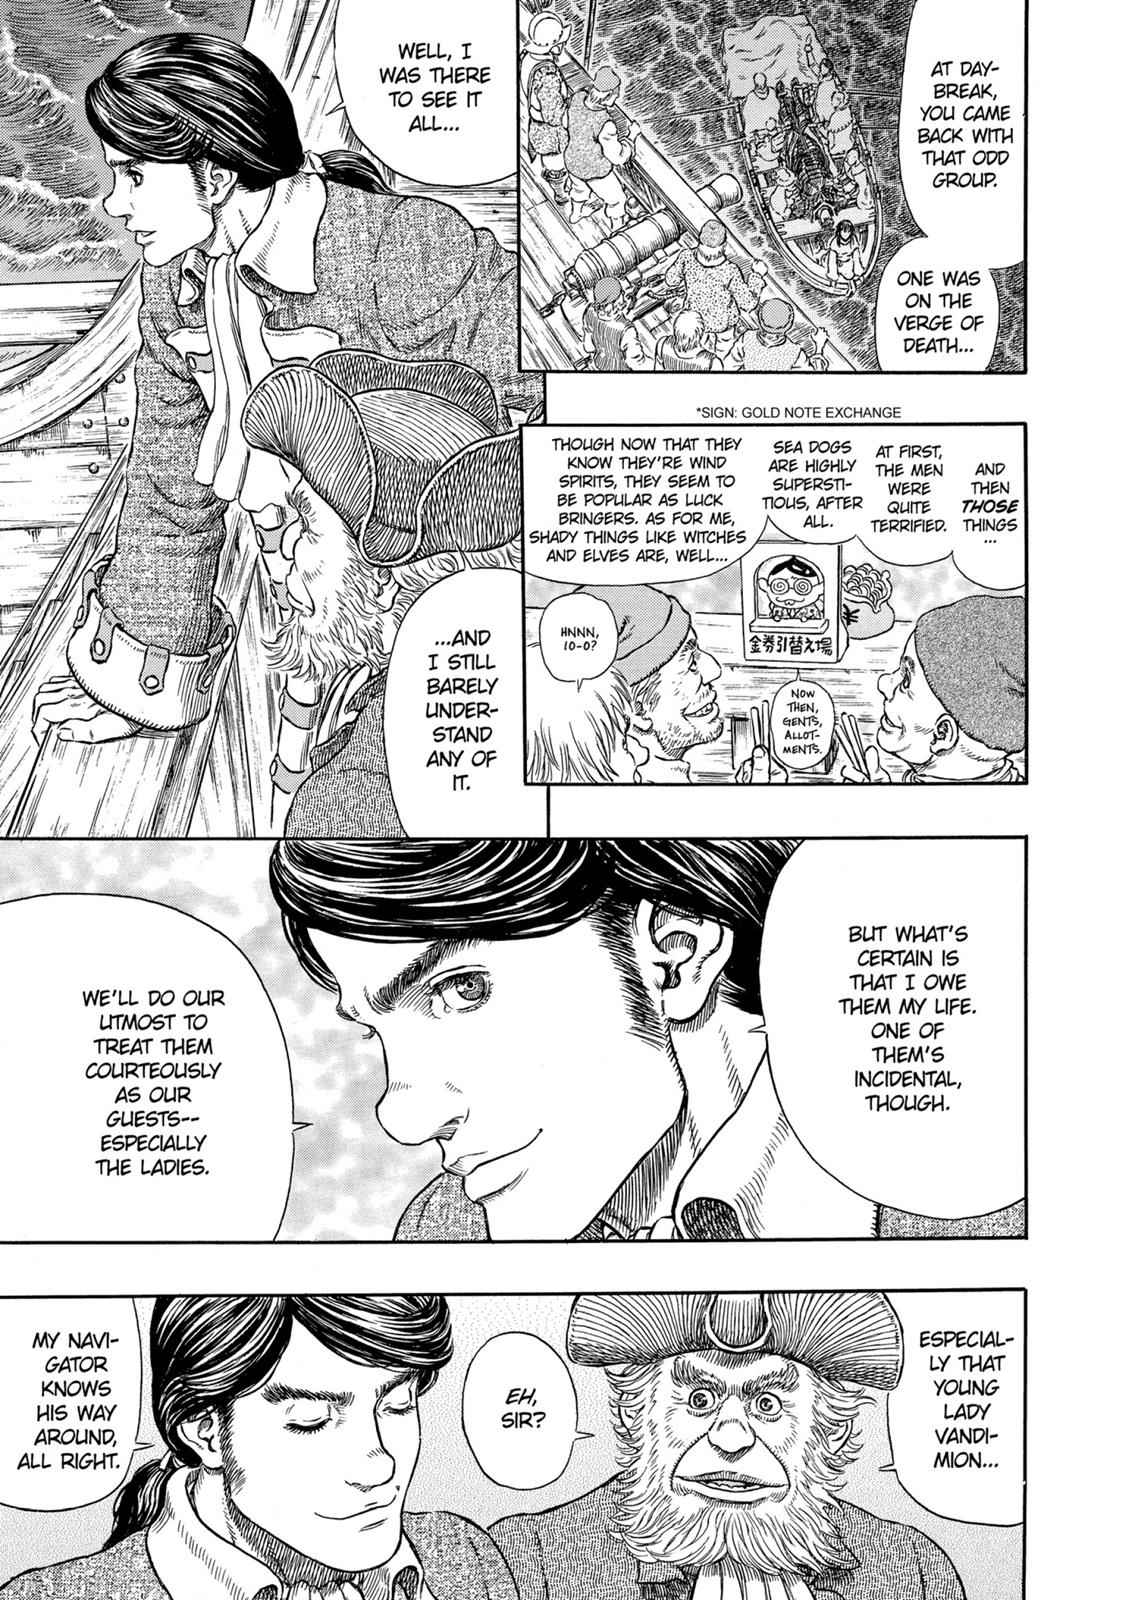 AT DAY-
BREAK,
YOU CAME
BACK WITH
THAT ODD
GROUP.
ONE WAS
ON THE
VERGE OF
DEATH...
WELL, I
WAS THERE
TO SEE IT
ALL...
...AND
I STILL
BARELY
UNDER-
STAND
ANY OF
IT.
*SIGN: GOLD NOTE EXCHANGE
AND
THEN
THOSE
THINGS
...
AT FIRST,
THE MEN
WERE
QUITE
TERRIFIED.
SEA DOGS
ARE HIGHLY
SUPERSTI-
TIOUS, AFTER
ALL.
THOUGH NOW THAT THEY
KNOW THEY'RE WIND
SPIRITS, THEY SEEM TO
BE POPULAR AS LUCK
BRINGERS. AS FOR ME,
SHADY THINGS LIKE WITCHES
AND ELVES ARE, WELL...
金券引替え場
NOW
THEN,
GENTS,
ALLOT-
MENTS.
HNNN,
10-0?
BUT WHAT'S
CERTAIN IS
THAT I OWE
THEM MY LIFE.
ONE OF
THEM'S
INCIDENTAL,
THOUGH.
WE'LL DO OUR
UTMOST TO
TREAT THEM
COURTEOUSLY
AS OUR
GUESTS--
ESPECIALLY
THE LADIES.
ESPECIAL-
LY THAT
YOUNG
LADY
VANDI-
MION...
EH,
SIR?
MY NAVI-
GATOR
KNOWS
HIS WAY
AROUND,
ALL RIGHT.